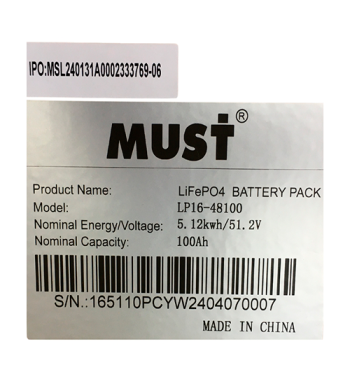 IPO:MSL240131A0002333769-06
MUST®
Product Name: LiFePO4 BATTERY PACK
Model: LP16-48100
Nominal Energy/Voltage: 5.12kwh/51.2V
Nominal Capacity: 100Ah
S/N.:165110PCYW2404070007
MADE IN CHINA